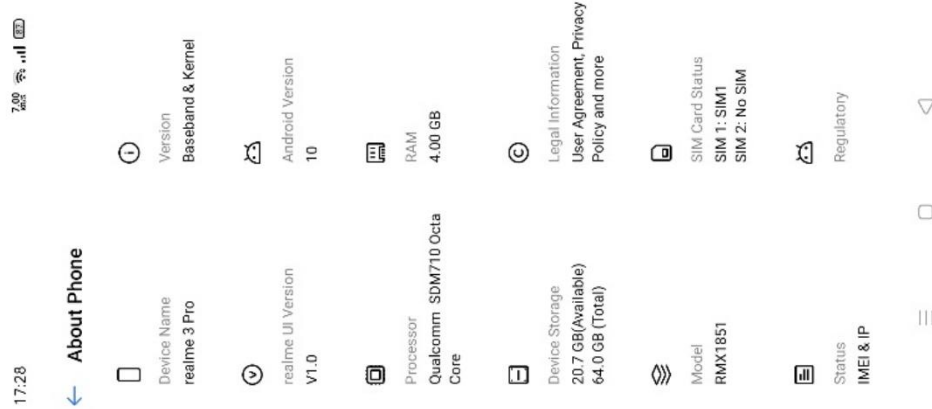 17:28
7.00 KB/S 87
← About Phone
Device Name
realme 3 Pro
Version
Baseband & Kernel
realme UI Version
V1.0
Android Version
10
Processor
Qualcomm SDM710 Octa
Core
RAM
4.00 GB
Device Storage
20.7 GB(Available)
64.0 GB (Total)
Legal Information
User Agreement, Privacy
Policy and more
Model
RMX1851
SIM Card Status
SIM 1: SIM1
SIM 2: No SIM
Status
IMEI & IP
Regulatory